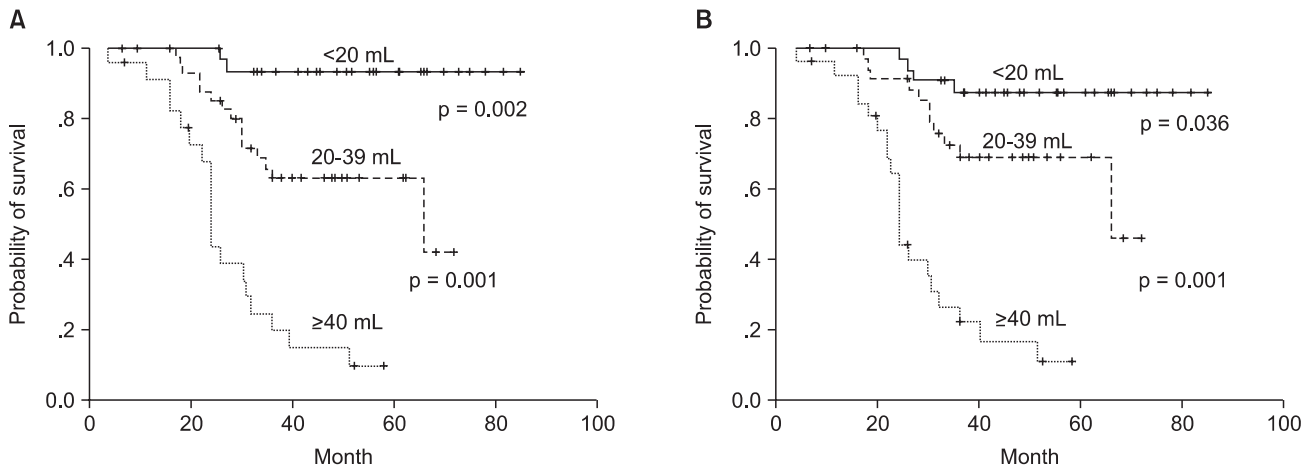 A
Probability of survival
1.0
.8
.6
.4
.2
0.0
<20 mL
p = 0.002
20-39 mL
p = 0.001
≥40 mL
0 20 40 60 80 100
Month
B
Probability of survival
1.0
.8
.6
.4
.2
0.0
<20 mL
p = 0.036
20-39 mL
p = 0.001
≥40 mL
0 20 40 60 80 100
Month